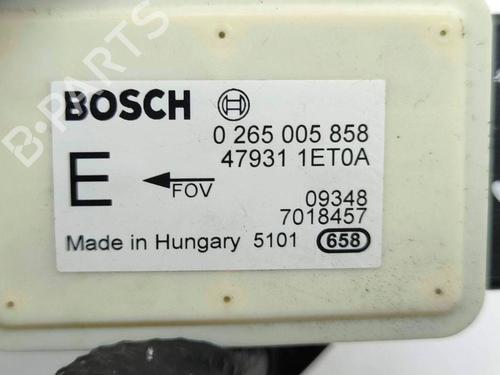 B-PARTS
BOSCH
0 265 005 858
47931 1ET0A
E
FOV
09348
7018457
Made in Hungary 5101 658